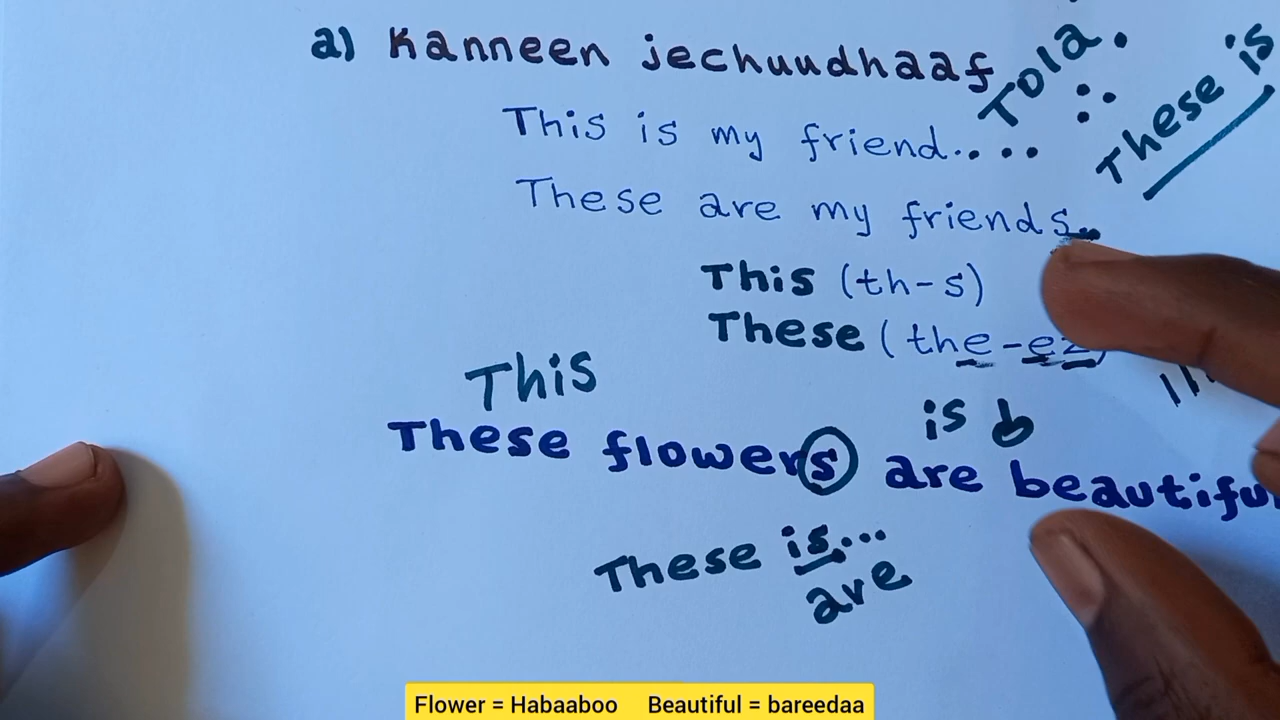 a) Kanneen jechuudhaaf
Tola.
These is
This is my friend....
These are my friends..
This (th-s)
These (the-ez)
This
is b
These flowers are beautifu
These is...
are
Flower = Habaaboo Beautiful = bareedaa